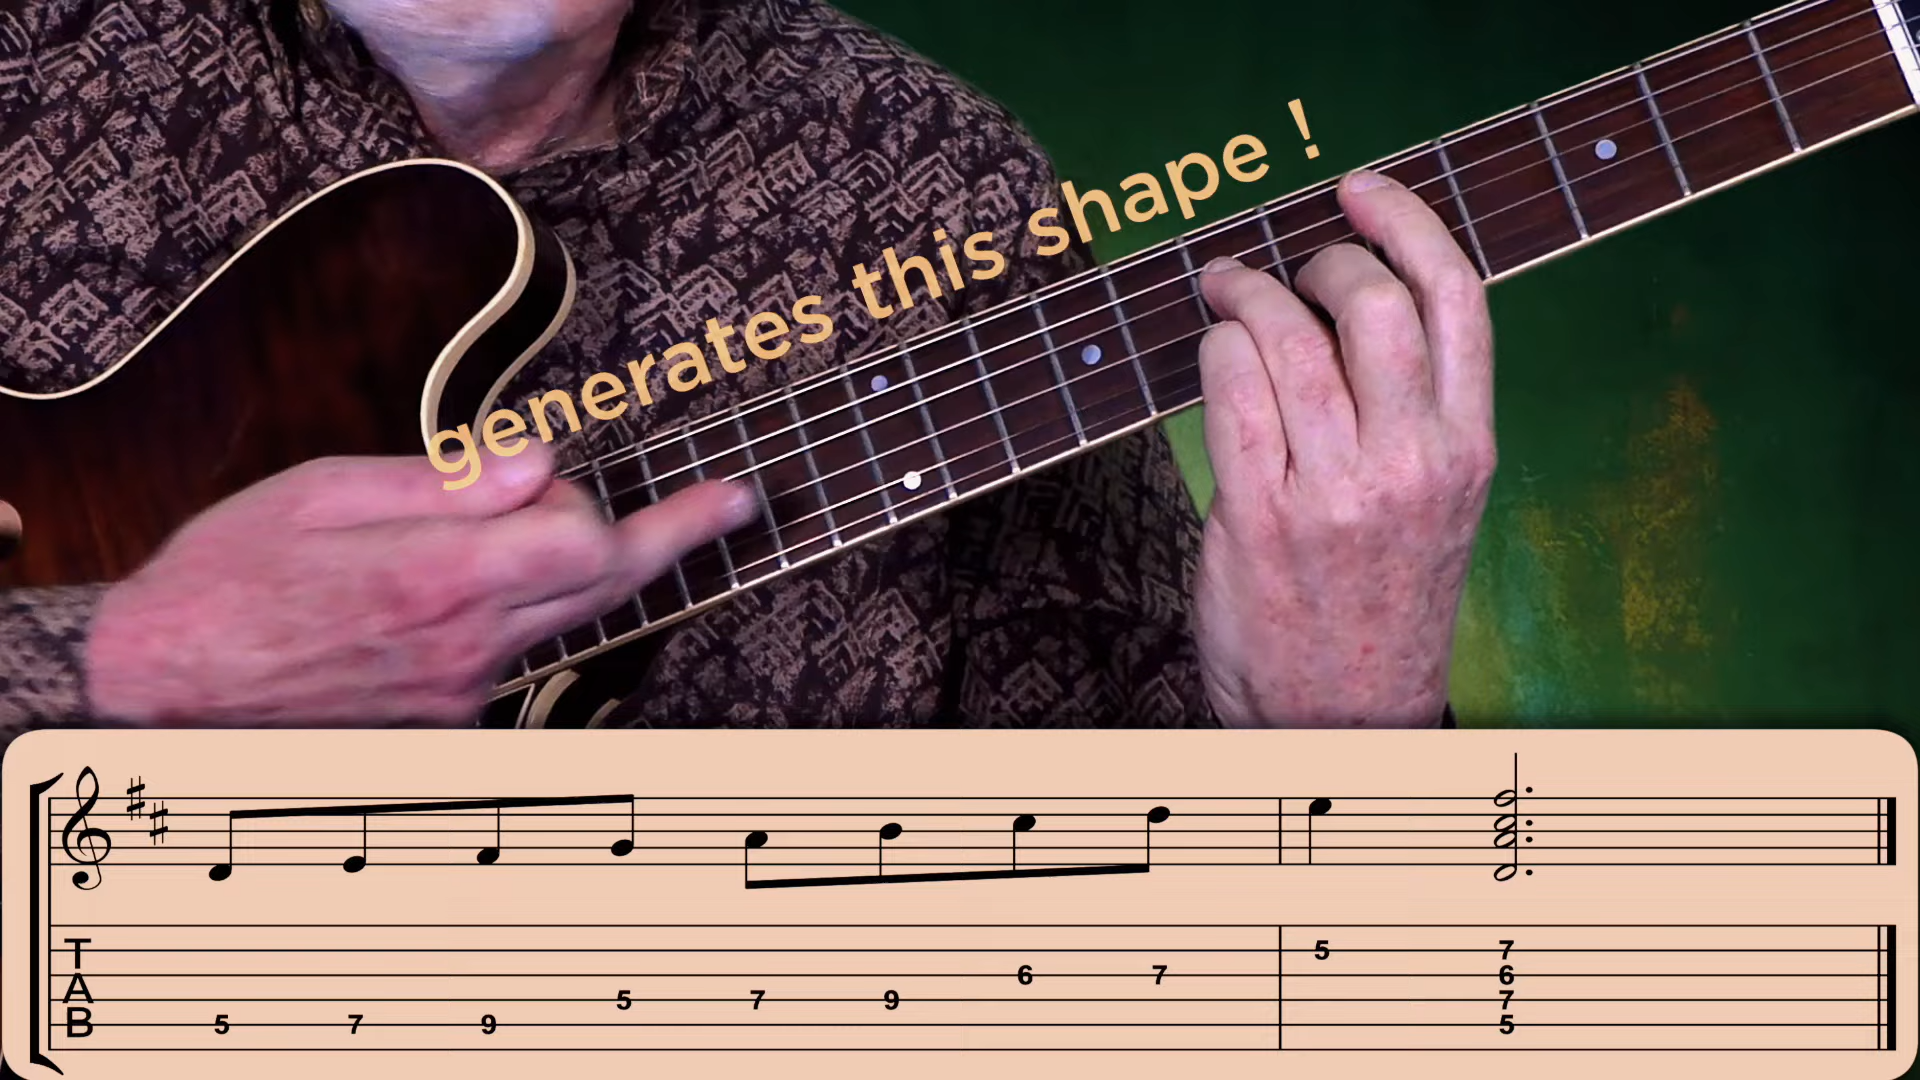 generates this shape !
T 5 7
6 7 6
A 5 7 9 7
B 5 7 9 5